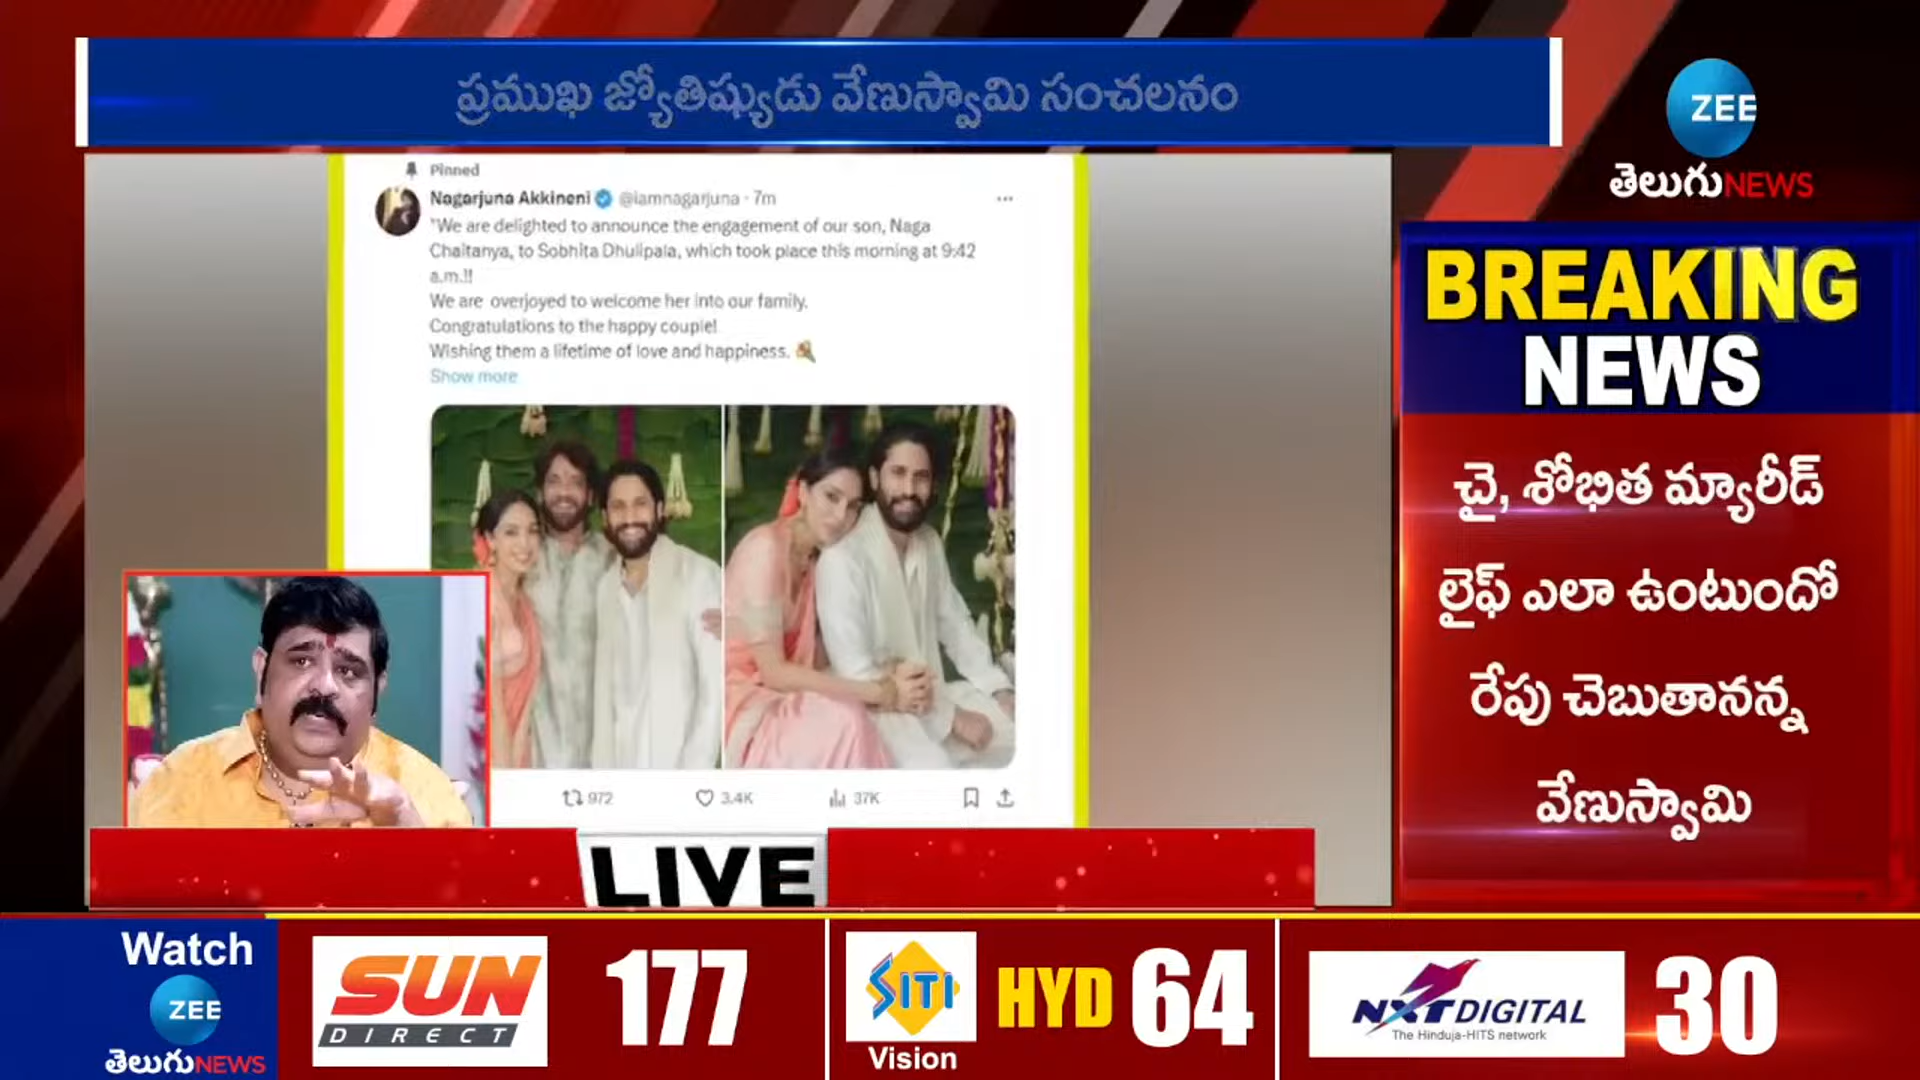 ప్రముఖ జ్యోతిష్యుడు వేణుస్వామి సంచలనం
ZEE
తెలుగు NEWS
Pinned
Nagarjuna Akkineni @iamnagarjuna · 7m
"We are delighted to announce the engagement of our son, Naga
Chaitanya, to Sobhita Dhulipala, which took place this morning at 9:42
a.m.!!
We are overjoyed to welcome her into our family.
Congratulations to the happy couple!
Wishing them a lifetime of love and happiness.
Show more
972 3.4K 37K
BREAKING
NEWS
చై, శోభిత మ్యారీడ్
లైఫ్ ఎలా ఉంటుందో
రేపు చెబుతానన్న
వేణుస్వామి
LIVE
Watch
ZEE
తెలుగు NEWS
SUN
DIRECT
177
SITI
Vision
HYD 64
NXT DIGITAL
The Hinduja-HITS network
30